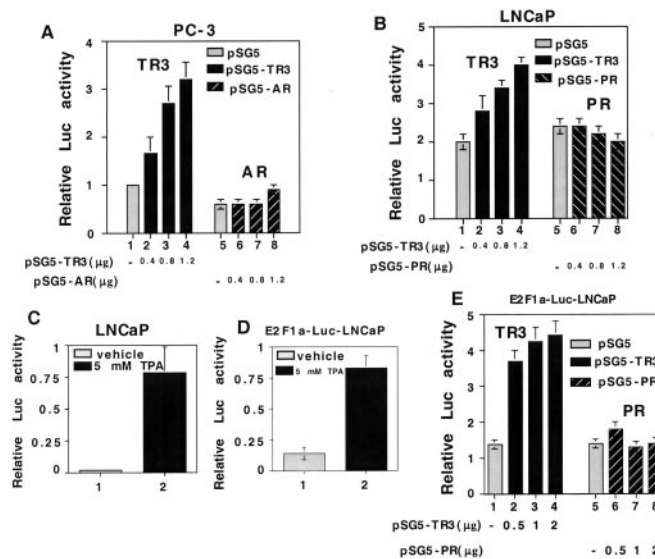 A
PC-3
Relative Luc activity
4
3
2
1
0
TR3
pSG5
pSG5-TR3
pSG5-AR
AR
1 2 3 4 5 6 7 8
pSG5-TR3(μg) - 0.4 0.8 1.2
pSG5-AR(μg) - 0.4 0.8 1.2
B
LNCaP
Relative Luc activity
5
4
3
2
1
0
TR3
pSG5
pSG5-TR3
pSG5-PR
PR
1 2 3 4 5 6 7 8
pSG5-TR3(μg) - 0.4 0.8 1.2
pSG5-PR(μg) - 0.4 0.8 1.2
C
LNCaP
Relative Luc activity
1
0.75
0.5
0.25
0
vehicle
5 mM TPA
1 2
D
E2F1a-Luc-LNCaP
Relative Luc activity
1
0.75
0.5
0.25
0
vehicle
5 mM TPA
1 2
E
E2F1a-Luc-LNCaP
Relative Luc activity
5
4
3
2
1
0
TR3
pSG5
pSG5-TR3
pSG5-PR
PR
1 2 3 4 5 6 7 8
pSG5-TR3(μg) - 0.5 1 2
pSG5-PR(μg) - 0.5 1 2